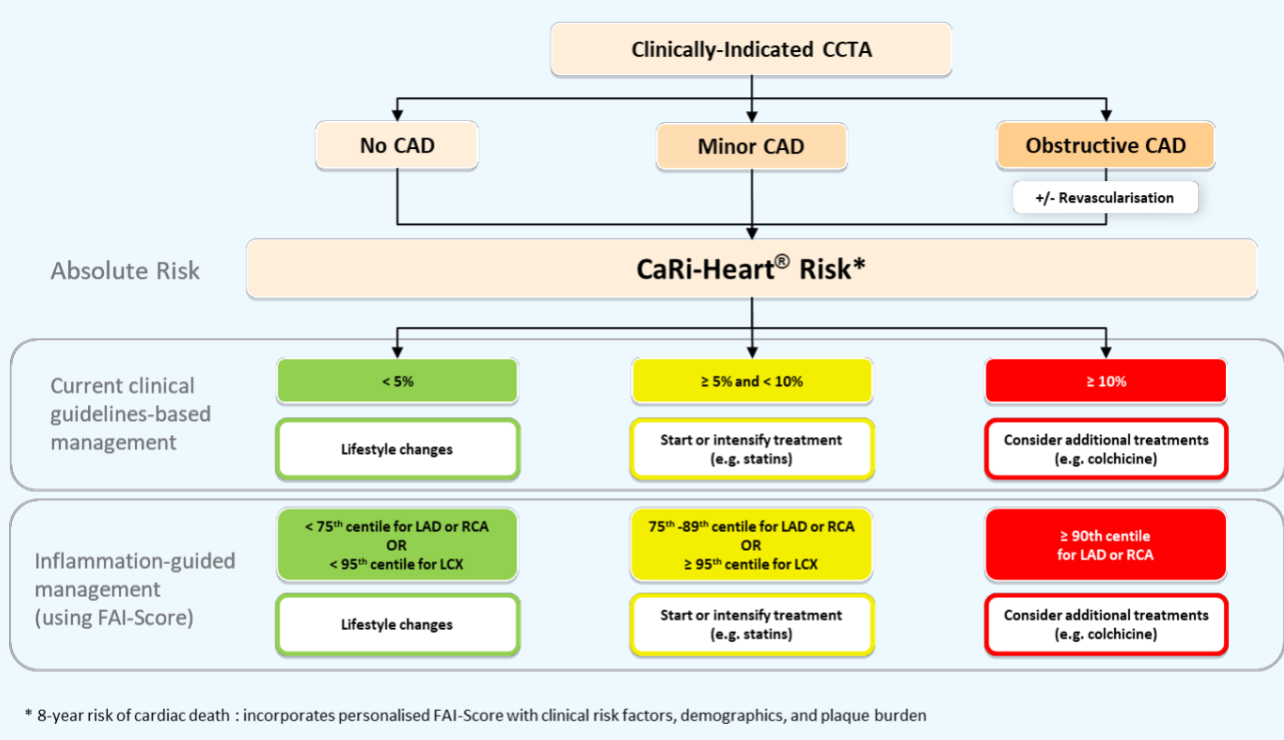 Clinically-Indicated CCTA
No CAD
Minor CAD
Obstructive CAD
+/- Revascularisation
Absolute Risk
CaRi-Heart® Risk*
Current clinical
guidelines-based
management
< 5%
≥ 5% and < 10%
≥ 10%
Lifestyle changes
Start or intensify treatment
(e.g. statins)
Consider additional treatments
(e.g. colchicine)
Inflammation-guided
management
(using FAI-Score)
< 75th centile for LAD or RCA
OR
< 95th centile for LCX
75th -89th centile for LAD or RCA
OR
≥ 95th centile for LCX
≥ 90th centile
for LAD or RCA
Lifestyle changes
Start or intensify treatment
(e.g. statins)
Consider additional treatments
(e.g. colchicine)
* 8-year risk of cardiac death : incorporates personalised FAI-Score with clinical risk factors, demographics, and plaque burden